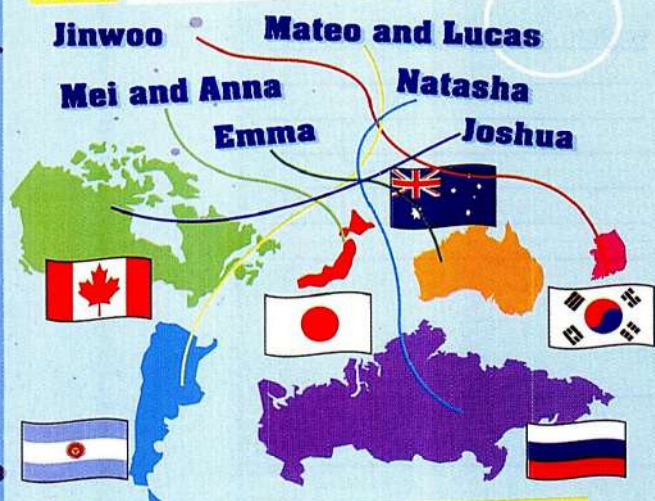 Jinwoo
Mateo and Lucas
Mei and Anna
Natasha
Emma
Joshua